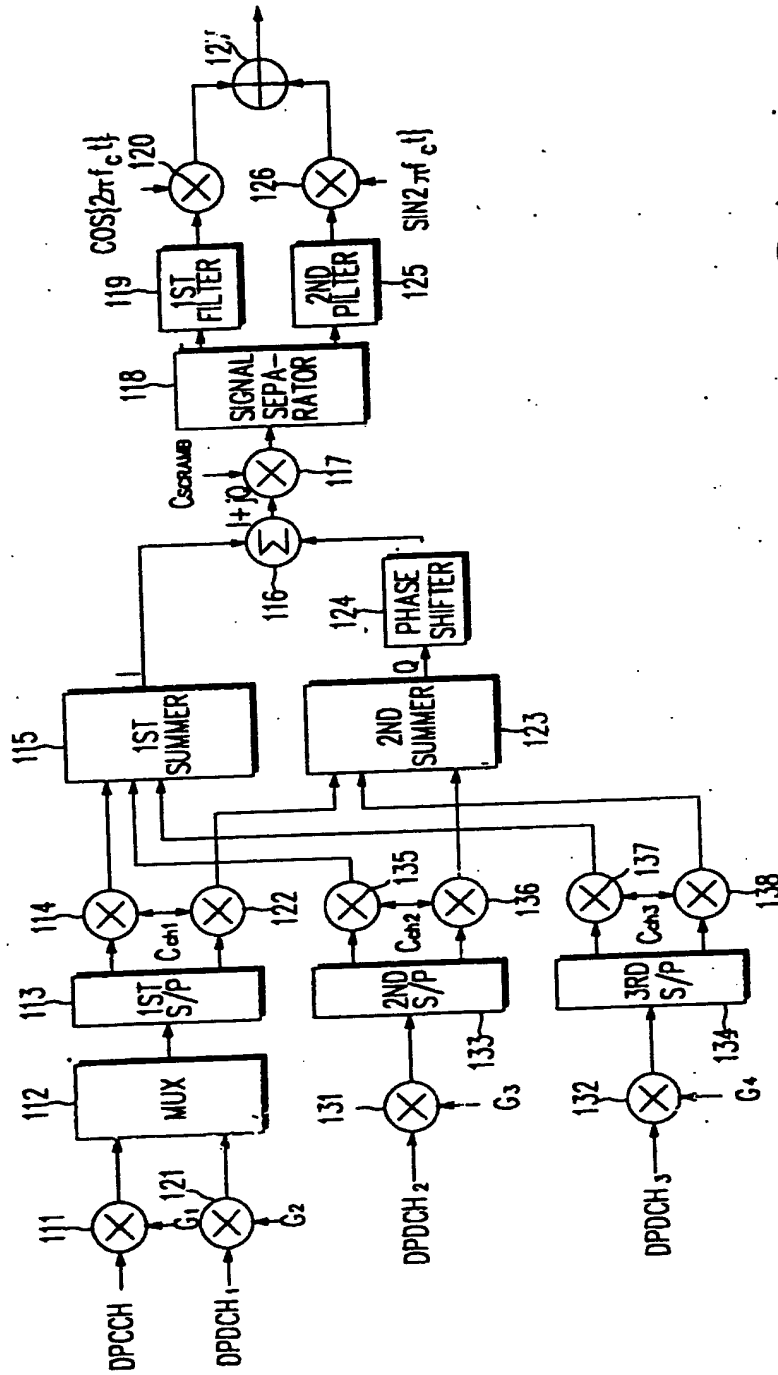 DPCCH
111
G1
DPDCH1
121
G2
112
MUX
113
1ST
S/P
114
Cch1
122
115
1ST
SUMMER
I
DPDCH2
131
G3
2ND
S/P
133
135
Cch2
136
2ND
SUMMER
123
Q
124
PHASE
SHIFTER
DPDCH3
132
G4
3RD
S/P
134
137
Cch3
138
Σ
116
I+jQ
CSCRAMB
117
118
SIGNAL
SEPA-
RATOR
119
1ST
FILTER
COS{2πfct}
120
2ND
PILTER
125
126
SIN2πfct}